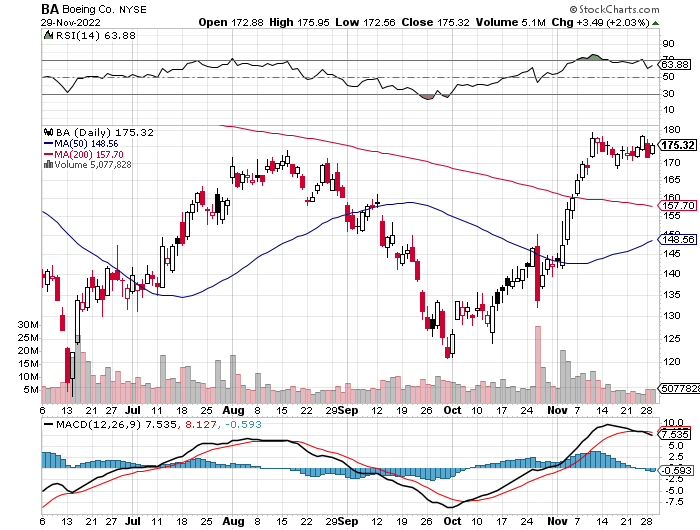 BA Boeing Co. NYSE © StockCharts.com
29-Nov-2022 Open 172.88 High 175.95 Low 172.56 Close 175.32 Volume 5.1M Chg +3.49 (+2.03%)
RSI(14) 63.88
90
70
63.88
50
30
10
BA (Daily) 175.32
MA(50) 148.56
MA(200) 157.70
Volume 5,077,828
180
175.32
170
165
160
157.70
155
150
148.56
145
140
135
130
125
120
30M
25M
20M
15M
10M
5M
5077828
6 13 21 27 Jul 11 18 25 Aug 8 15 22 29 Sep 12 19 26 Oct 10 17 24 Nov 7 14 21 28
MACD(12,26,9) 7.535, 8.127, -0.593
10.0
7.535
5.0
2.5
-0.593
-2.5
-5.0
-7.5
6 13 21 27 Jul 11 18 25 Aug 8 15 22 29 Sep 12 19 26 Oct 10 17 24 Nov 7 14 21 28